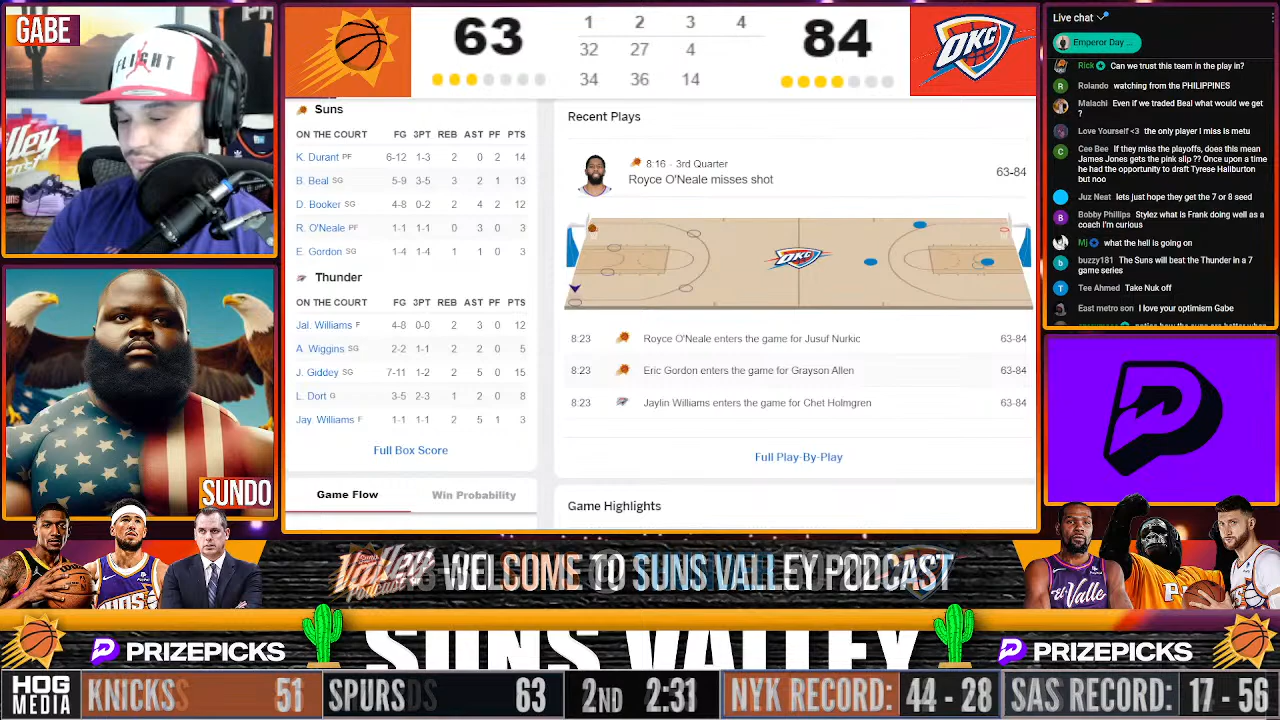 GABE
63
1 2 3 4
32 27 4
34 36 14
84
OKC
Suns
ON THE COURT FG 3PT REB AST PF PTS
K. Durant PF 6-12 1-3 2 0 2 14
B. Beal SG 5-9 3-5 3 2 1 13
D. Booker SG 4-8 0-2 2 4 2 12
R. O'Neale PF 1-1 1-1 0 3 0 3
E. Gordon SG 1-4 1-4 1 1 0 3
Thunder
ON THE COURT FG 3PT REB AST PF PTS
Jal. Williams F 4-8 0-0 2 3 0 12
A. Wiggins SG 2-2 1-1 2 2 0 5
J. Giddey SG 7-11 1-2 2 5 0 15
L. Dort G 3-5 2-3 1 2 0 8
Jay Williams F 1-1 1-1 2 5 1 3
Full Box Score
Game Flow Win Probability
Recent Plays
8:16 - 3rd Quarter
Royce O'Neale misses shot
63-84
OKC
8:23 Royce O'Neale enters the game for Jusuf Nurkic 63-84
8:23 Eric Gordon enters the game for Grayson Allen 63-84
8:23 Jaylin Williams enters the game for Chet Holmgren 63-84
Full Play-By-Play
Game Highlights
Live chat
Emperor Day ...
Rick Can we trust this team in the play in?
Rolando watching from the PHILIPPINES
Malachi Even if we traded Beal what would we get
?
Love Yourself <3 the only player I miss is metu
Cee Bee If they miss the playoffs, does this mean
James Jones gets the pink slip ?? Once upon a time
he had the opportunity to draft Tyrese Haliburton
but noo
Juz Neat lets just hope they get the 7 or 8 seed
Bobby Phillips Stylez what is Frank doing well as a
coach I'm curious
Mj what the hell is going on
buzzy181 The Suns will beat the Thunder in a 7
game series
Tee Ahmed Take Nuk off
East metro son I love your optimism Gabe
SUNDO
Valley
WELCOME TO SUNS VALLEY PODCAST
PRIZEPICKS
SUNS VALLEY
PRIZEPICKS
HOG
MEDIA
KNICKS 51 SPURS 63 2ND 2:31 NYK RECORD: 44 - 28 SAS RECORD: 17 - 56